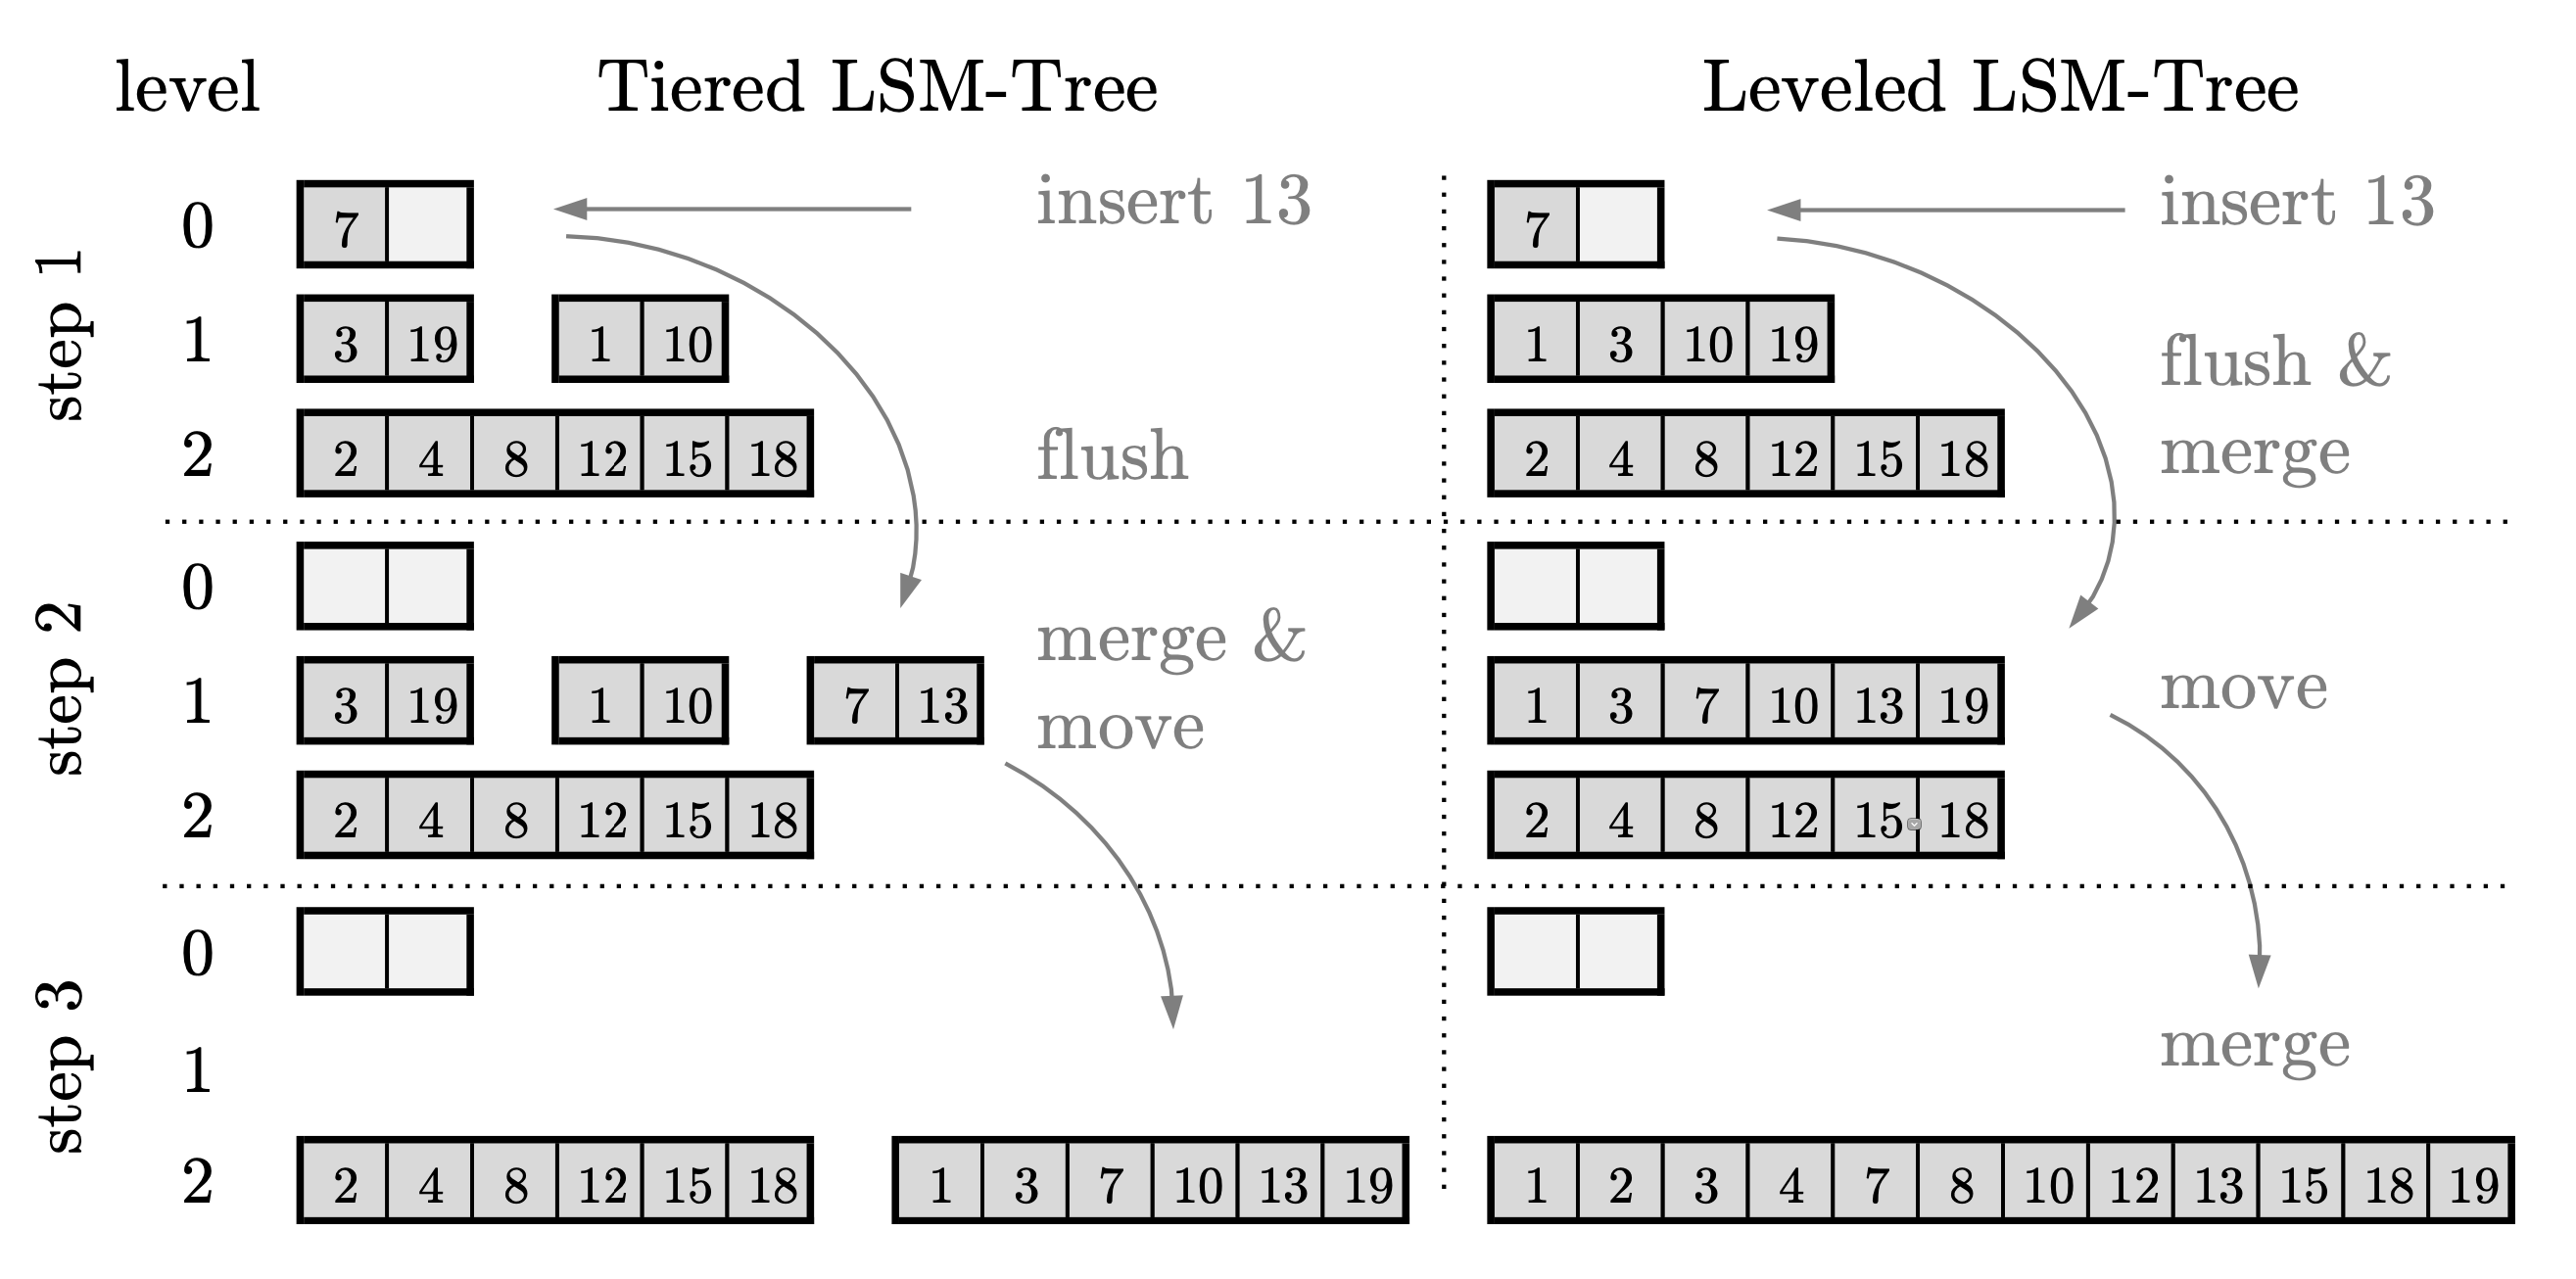 level Tiered LSM-Tree Leveled LSM-Tree
step 1
0 7 insert 13 7 insert 13
1 3 19 1 10 1 3 10 19 flush &
2 2 4 8 12 15 18 flush 2 4 8 12 15 18 merge
step 2
0
merge &
1 3 19 1 10 7 13 move 1 3 7 10 13 19 move
2 2 4 8 12 15 18 2 4 8 12 15 18
step 3
0
1 merge
2 2 4 8 12 15 18 1 3 7 10 13 19 1 2 3 4 7 8 10 12 13 15 18 19